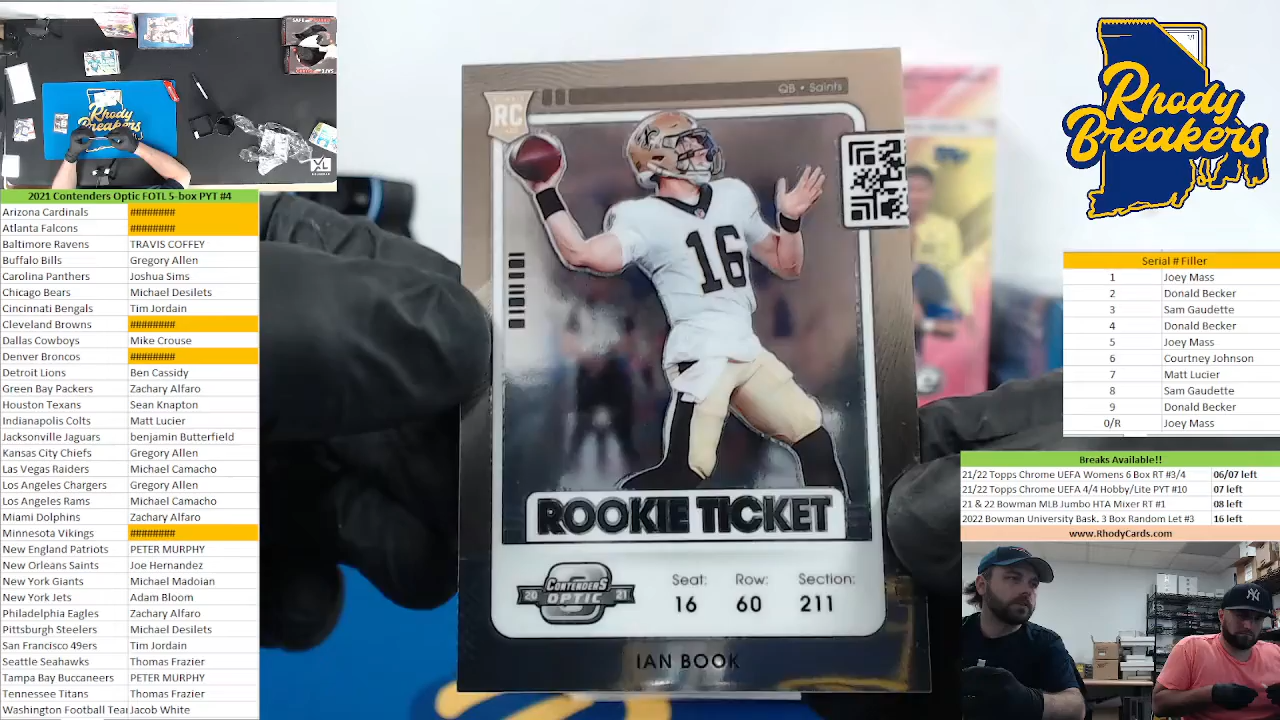 2021 Contenders Optic FOTL 5-box PYT #4
Arizona Cardinals ########
Atlanta Falcons ########
Baltimore Ravens TRAVIS COFFEY
Buffalo Bills Gregory Allen
Carolina Panthers Joshua Sims
Chicago Bears Michael Desilets
Cincinnati Bengals Tim Jordain
Cleveland Browns ########
Dallas Cowboys Mike Crouse
Denver Broncos ########
Detroit Lions Ben Cassidy
Green Bay Packers Zachary Alfaro
Houston Texans Sean Knapton
Indianapolis Colts Matt Lucier
Jacksonville Jaguars benjamin Butterfield
Kansas City Chiefs Gregory Allen
Las Vegas Raiders Michael Camacho
Los Angeles Chargers Gregory Allen
Los Angeles Rams Michael Camacho
Miami Dolphins Zachary Alfaro
Minnesota Vikings ########
New England Patriots PETER MURPHY
New Orleans Saints Joe Hernandez
New York Giants Michael Madoian
New York Jets Adam Bloom
Philadelphia Eagles Zachary Alfaro
Pittsburgh Steelers Michael Desilets
San Francisco 49ers Tim Jordain
Seattle Seahawks Thomas Frazier
Tampa Bay Buccaneers PETER MURPHY
Tennessee Titans Thomas Frazier
Washington Football Tea Jacob White
Rhody
Breakers
QB • Saints
RC
16
ROOKIE TICKET
CONTENDERS
20 OPTIC 21
Seat: Row: Section:
16 60 211
IAN BOOK
1/1
Rhody
Breakers
Serial # Filler
1 Joey Mass
2 Donald Becker
3 Sam Gaudette
4 Donald Becker
5 Joey Mass
6 Courtney Johnson
7 Matt Lucier
8 Sam Gaudette
9 Donald Becker
0/R Joey Mass
Breaks Available!!
21/22 Topps Chrome UEFA Womens 6 Box RT #3/4 06/07 left
21/22 Topps Chrome UEFA 4/4 Hobby/Lite PYT #10 07 left
21 & 22 Bowman MLB Jumbo HTA Mixer RT #1 08 left
2022 Bowman University Bask. 3 Box Random Let #3 16 left
www.RhodyCards.com